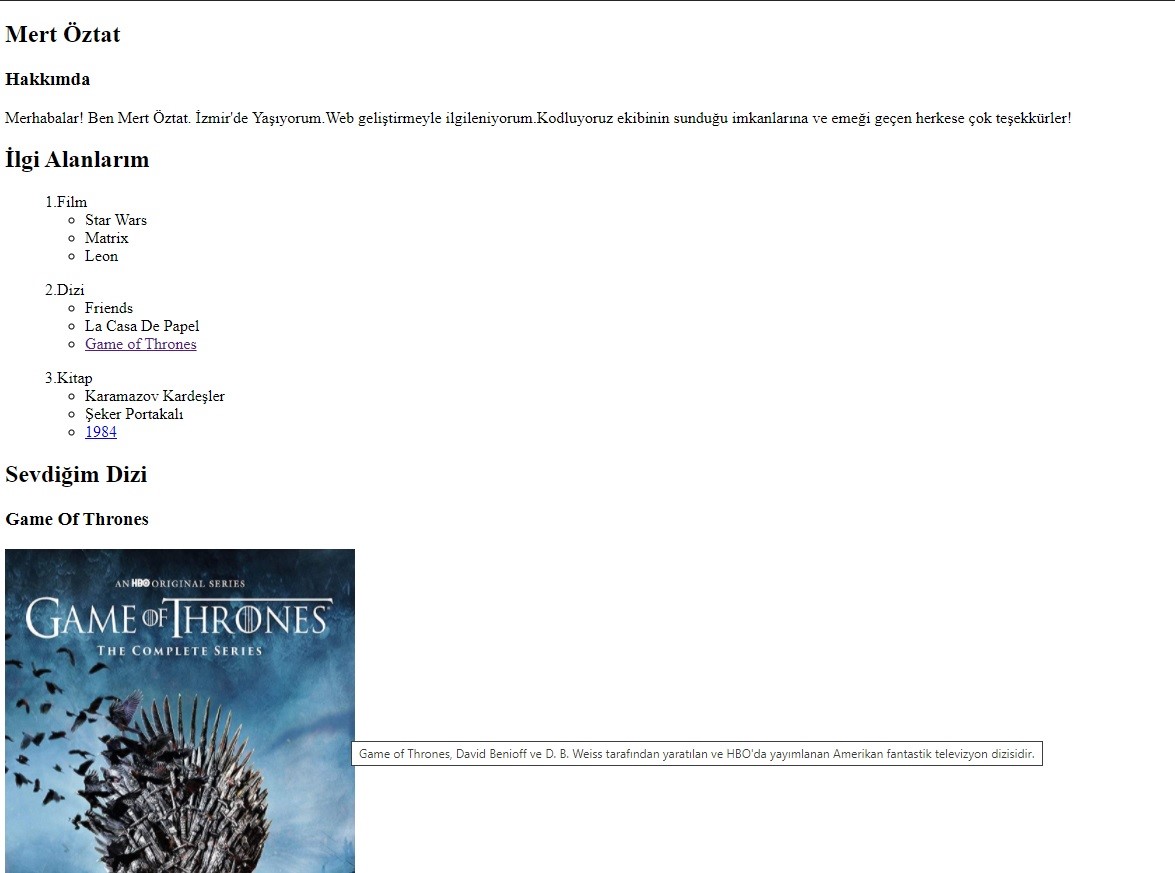 Mert Öztat
Hakkımda
Merhabalar! Ben Mert Öztat. İzmir'de Yaşıyorum.Web geliştirmeyle ilgileniyorum.Kodluyoruz ekibinin sunduğu imkanlarına ve emeği geçen herkese çok teşekkürler!
İlgi Alanlarım
1.Film
Star Wars
Matrix
Leon
2.Dizi
Friends
La Casa De Papel
Game of Thrones
3.Kitap
Karamazov Kardeşler
Şeker Portakalı
1984
Sevdiğim Dizi
Game Of Thrones
AN HBO ORIGINAL SERIES
GAME OF THRONES
THE COMPLETE SERIES
Game of Thrones, David Benioff ve D. B. Weiss tarafından yaratılan ve HBO'da yayımlanan Amerikan fantastik televizyon dizisidir.